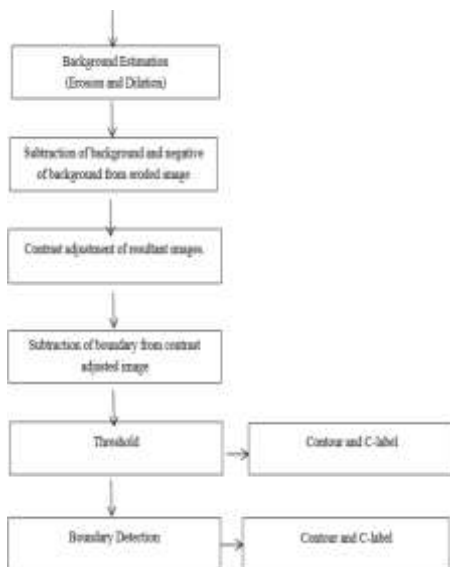 Background Estimation
(Erosion and Dilation)
Subtraction of background and negative
of background from eroded image
Contrast adjustment of resultant images
Subtraction of boundary from contrast
adjusted image
Threshold
Contour and C-label
Boundary Detection
Contour and C-label